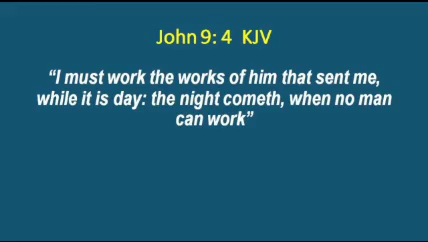 John 9: 4 KJV
“I must work the works of him that sent me,
while it is day: the night cometh, when no man
can work”